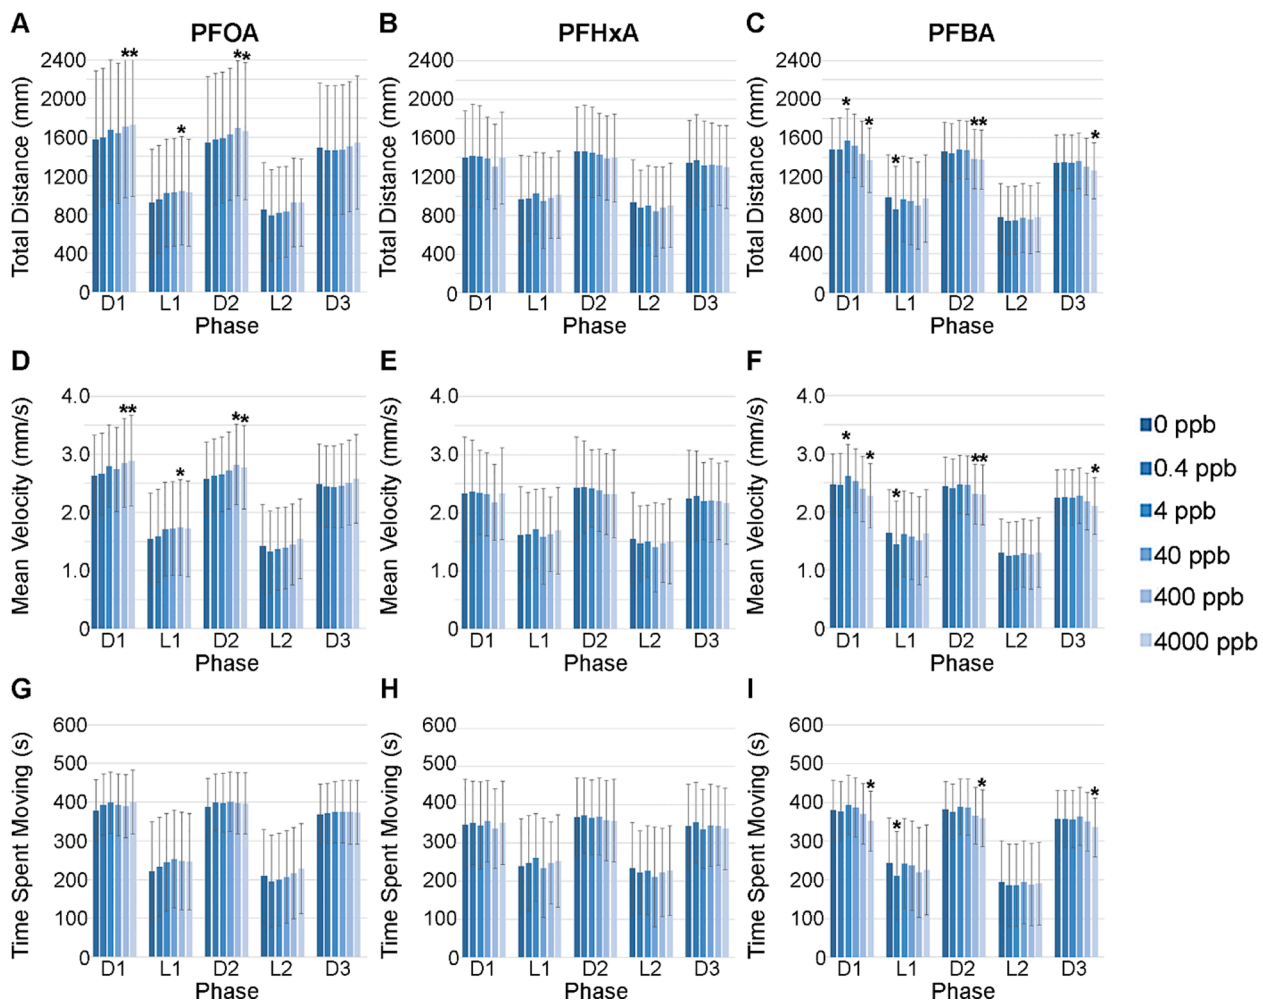 A PFOA B PFHxA C PFBA
Total Distance (mm)
2400
2000
1600
1200
800
400
0
** * ** 
D1 L1 D2 L2 D3
Phase
Total Distance (mm)
2400
2000
1600
1200
800
400
0
D1 L1 D2 L2 D3
Phase
Total Distance (mm)
2400
2000
1600
1200
800
400
0
* * * ** *
D1 L1 D2 L2 D3
Phase
D E F
Mean Velocity (mm/s)
4.0
3.0
2.0
1.0
0
** * **
D1 L1 D2 L2 D3
Phase
Mean Velocity (mm/s)
4.0
3.0
2.0
1.0
0
D1 L1 D2 L2 D3
Phase
Mean Velocity (mm/s)
4.0
3.0
2.0
1.0
0
* * * ** *
D1 L1 D2 L2 D3
Phase
0 ppb
0.4 ppb
4 ppb
40 ppb
400 ppb
4000 ppb
G H I
Time Spent Moving (s)
600
500
400
300
200
100
0
D1 L1 D2 L2 D3
Phase
Time Spent Moving (s)
600
500
400
300
200
100
0
D1 L1 D2 L2 D3
Phase
Time Spent Moving (s)
600
500
400
300
200
100
0
* * * *
D1 L1 D2 L2 D3
Phase